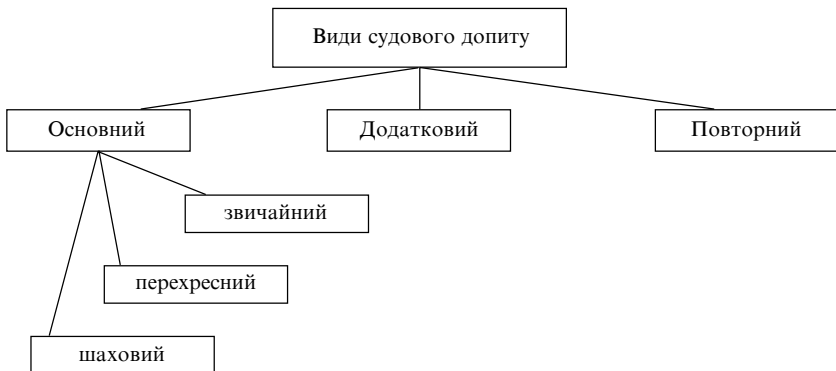 Види судового допиту
Основний
Додатковий
Повторний
звичайний
перехресний
шаховий